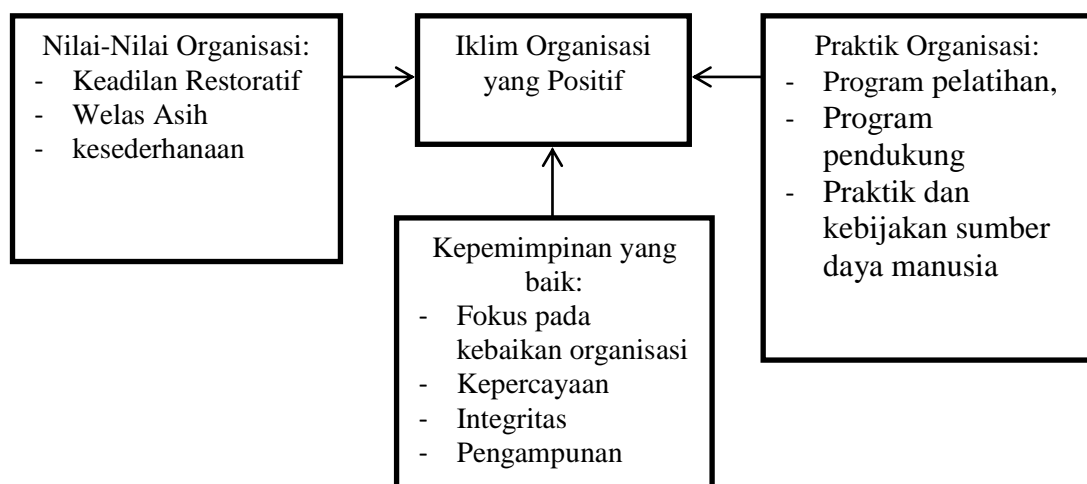 Nilai-Nilai Organisasi:
- Keadilan Restoratif
- Welas Asih
- kesederhanaan
Iklim Organisasi
yang Positif
Praktik Organisasi:
- Program pelatihan,
- Program
pendukung
- Praktik dan
kebijakan sumber
daya manusia
Kepemimpinan yang
baik:
- Fokus pada
kebaikan organisasi
- Kepercayaan
- Integritas
- Pengampunan